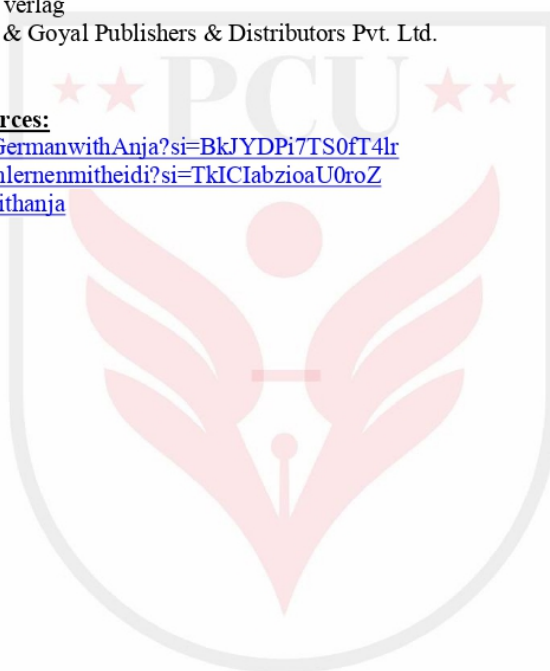 verlag
& Goyal Publishers & Distributors Pvt. Ltd.
PCU
rces:
GermanwithAnja?si=BkJYDPi7TS0fT4lr
nlernenmitheidi?si=TkICIabzioaU0roZ
ithanja